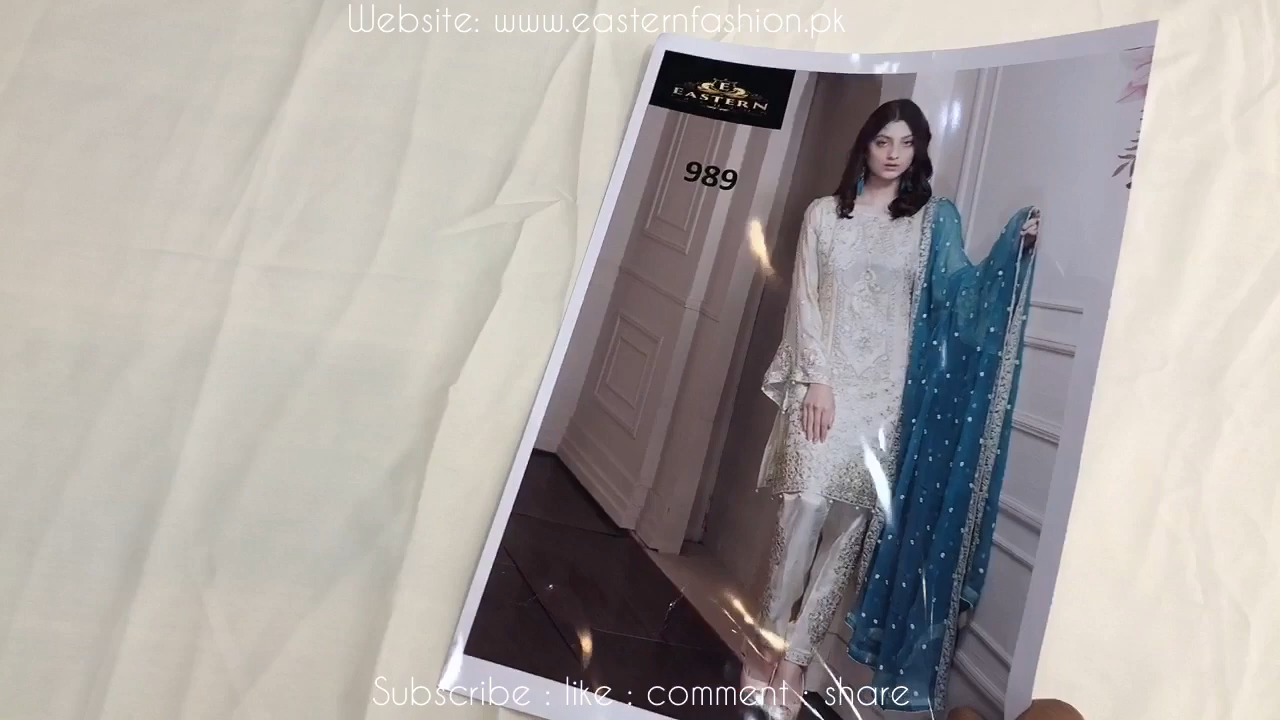 Website: www.easternfashion.pk
E
EASTERN
989
Subscribe : like : comment : share